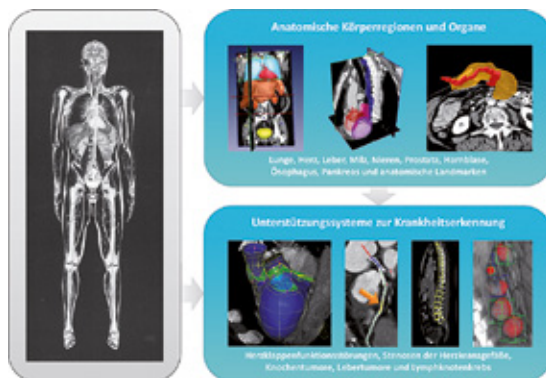 Anatomische Körperregionen und Organe
Lunge, Herz, Leber, Milz, Nieren, Prostata, Harnblase,
Ösophagus, Pankreas und anatomische Landmarken
Unterstützungssysteme zur Krankheitserkennung
Herzklappenfunktionsstörungen, Stenosen der Herzkranzgefäße,
Knochentumore, Lebertumore und Lymphknotenkrebs